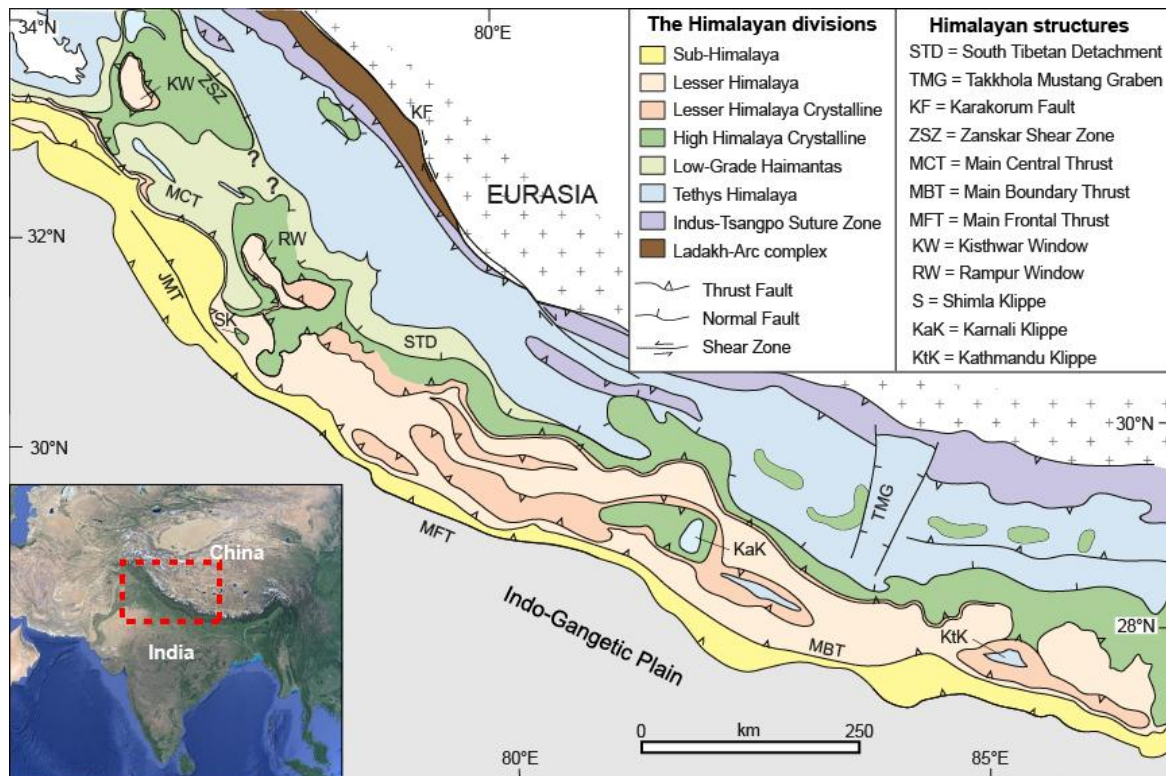 34°N
80°E
KW
ZSZ
KF
?
?
MCT
EURASIA
32°N
RW
JMT
SK
STD
30°N
MFT
KaK
TMG
30°N
Indo-Gangetic Plain
MBT
KtK
28°N
0 km 250
80°E
85°E
China
India
The Himalayan divisions
Sub-Himalaya
Lesser Himalaya
Lesser Himalaya Crystalline
High Himalaya Crystalline
Low-Grade Haimantas
Tethys Himalaya
Indus-Tsangpo Suture Zone
Ladakh-Arc complex
Thrust Fault
Normal Fault
Shear Zone
Himalayan structures
STD = South Tibetan Detachment
TMG = Takkhola Mustang Graben
KF = Karakorum Fault
ZSZ = Zanskar Shear Zone
MCT = Main Central Thrust
MBT = Main Boundary Thrust
MFT = Main Frontal Thrust
KW = Kisthwar Window
RW = Rampur Window
S = Shimla Klippe
KaK = Karnali Klippe
KtK = Kathmandu Klippe